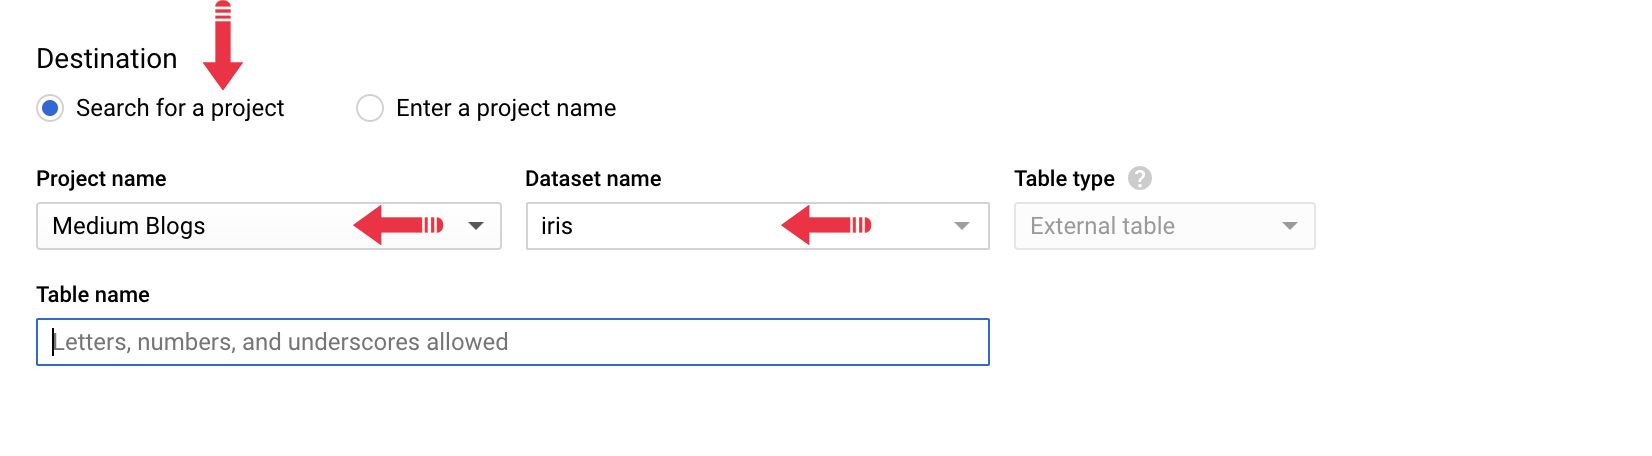 Destination
Search for a project Enter a project name
Project name Dataset name Table type ?
Medium Blogs iris External table
Table name
Letters, numbers, and underscores allowed